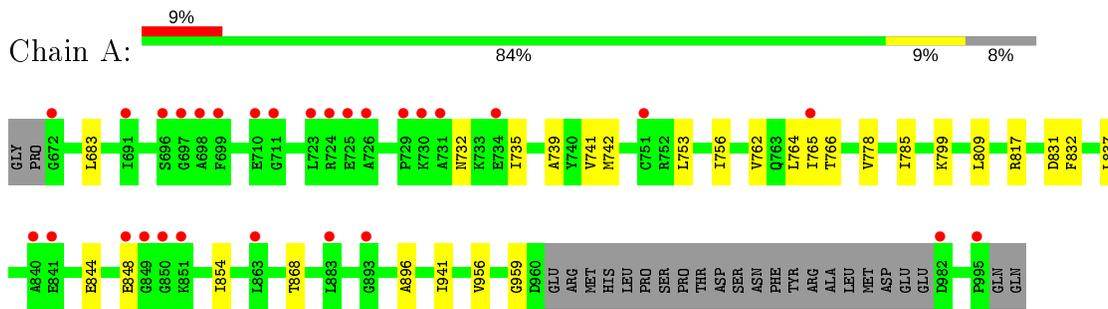 9%
Chain A:
84% 9% 8%
GLY PRO G672 L683 I691 S696 G697 A698 F699 E710 G711 L723 R724 E725 A726 P729 K730 A731 N732 K733 E734 I735 A739 Y740 V741 M742 C751 R752 L753 I756 V762 Q763 L764 I765 T766 V778 I785 K799 L809 R817 D831 F832
A840 E841 E844 E848 G849 G850 K851 I854 L863 T868 L883 G893 A896 I941 V956 G959 D960 GLU ARG MET HIS LEU PRO SER PRO THR ASP SER ASN PHE TYR ARG ALA LEU MET ASP GLU GLU D982 P995 GLN GLN